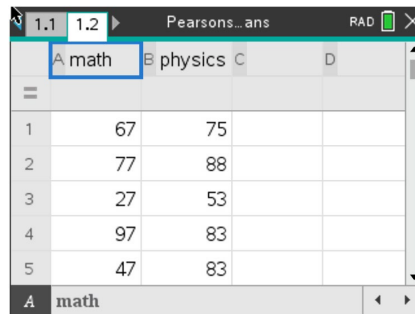 1.1 1.2 Pearsons...ans RAD
A math B physics C D
=
1 67 75
2 77 88
3 27 53
4 97 83
5 47 83
A math